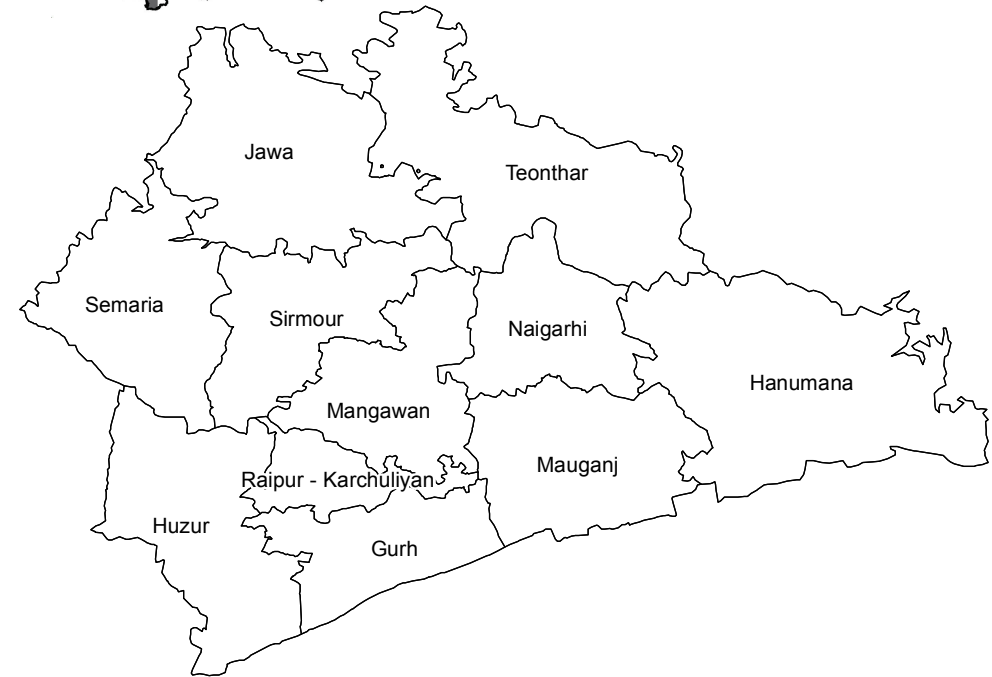 Jawa
Teonthar
Semaria
Sirmour
Naigarhi
Hanumana
Mangawan
Mauganj
Raipur - Karchuliyan
Huzur
Gurh